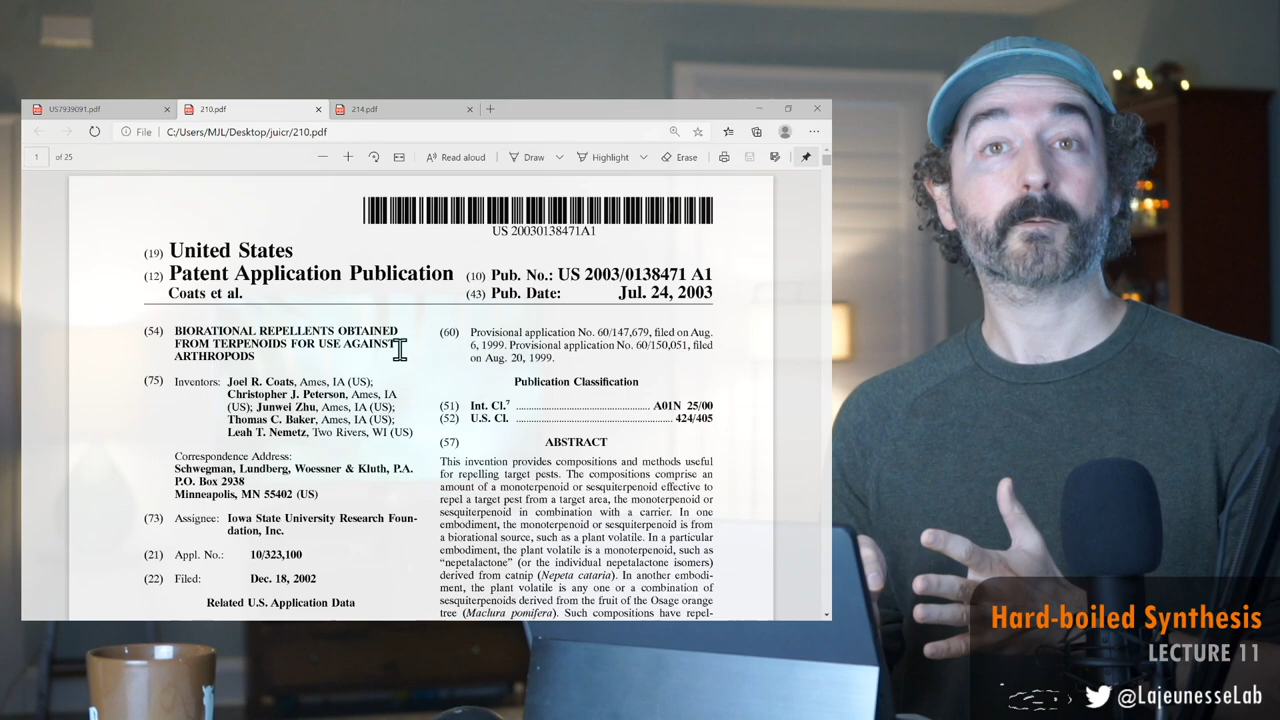 US7939091.pdf
210.pdf
214.pdf
File
C:/Users/MJL/Desktop/juicr/210.pdf
1 of 25
Read aloud
Draw
Highlight
Erase
US 20030138471A1
(19) United States
(12) Patent Application Publication
Coats et al.
(10) Pub. No.: US 2003/0138471 A1
(43) Pub. Date: Jul. 24, 2003
(54) BIORATIONAL REPELLENTS OBTAINED
FROM TERPENOIDS FOR USE AGAINST
ARTHROPODS
(75) Inventors: Joel R. Coats, Ames, IA (US);
Christopher J. Peterson, Ames, IA
(US); Junwei Zhu, Ames, IA (US);
Thomas C. Baker, Ames, IA (US);
Leah T. Nemetz, Two Rivers, WI (US)
Correspondence Address:
Schwegman, Lundberg, Woessner & Kluth, P.A.
P.O. Box 2938
Minneapolis, MN 55402 (US)
(73) Assignee: Iowa State University Research Foun-
dation, Inc.
(21) Appl. No.: 10/323,100
(22) Filed: Dec. 18, 2002
Related U.S. Application Data
(60) Provisional application No. 60/147,679, filed on Aug.
6, 1999. Provisional application No. 60/150,051, filed
on Aug. 20, 1999.
Publication Classification
(51) Int. Cl.7 ........................................ A01N 25/00
(52) U.S. Cl. .............................................. 424/405
(57) ABSTRACT
This invention provides compositions and methods useful
for repelling target pests. The compositions comprise an
amount of a monoterpenoid or sesquiterpenoid effective to
repel a target pest from a target area, the monoterpenoid or
sesquiterpenoid in combination with a carrier. In one
embodiment, the monoterpenoid or sesquiterpenoid is from
a biorational source, such as a plant volatile. In a particular
embodiment, the plant volatile is a monoterpenoid, such as
“nepetalactone” (or the individual nepetalactone isomers)
derived from catnip (Nepeta cataria). In another embodi-
ment, the plant volatile is any one or a combination of
sesquiterpenoids derived from the fruit of the Osage orange
tree (Maclura pomifera). Such compositions have repel-
Hard-boiled Synthesis
LECTURE 11
@LajeunesseLab